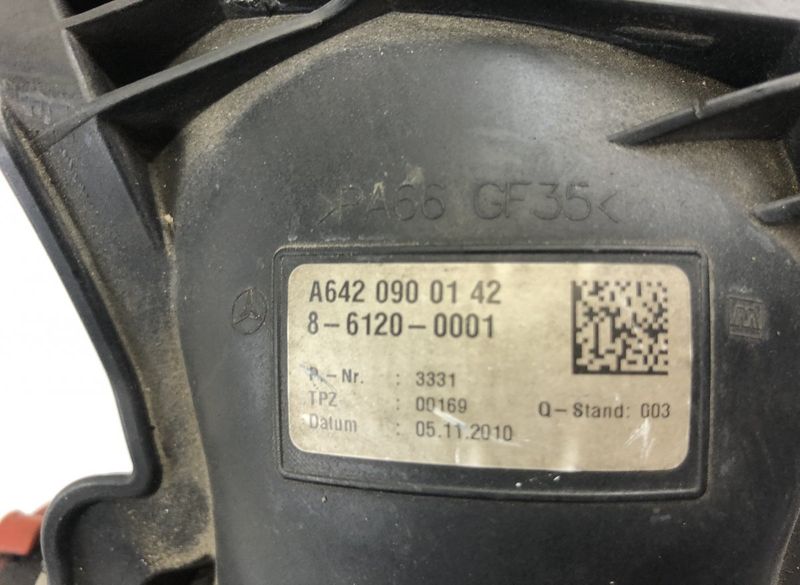 >PA66 GF35<
A642 090 01 42
8-6120-0001
P.-Nr. : 3331
TPZ : 00169
Q-Stand: 003
Datum : 05.11.2010